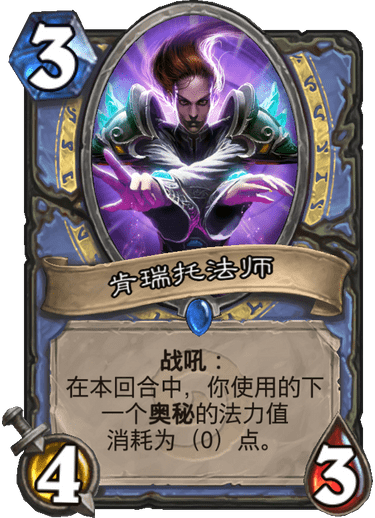 3
肯瑞托法师
战吼：
在本回合中，你使用的下
一个奥秘的法力值
消耗为（0）点。
4
3